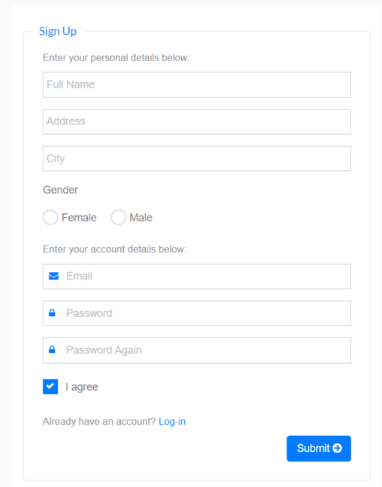 Sign Up
Enter your personal details below:
Full Name
Address
City
Gender
Female Male
Enter your account details below:
Email
Password
Password Again
I agree
Already have an account? Log-in
Submit